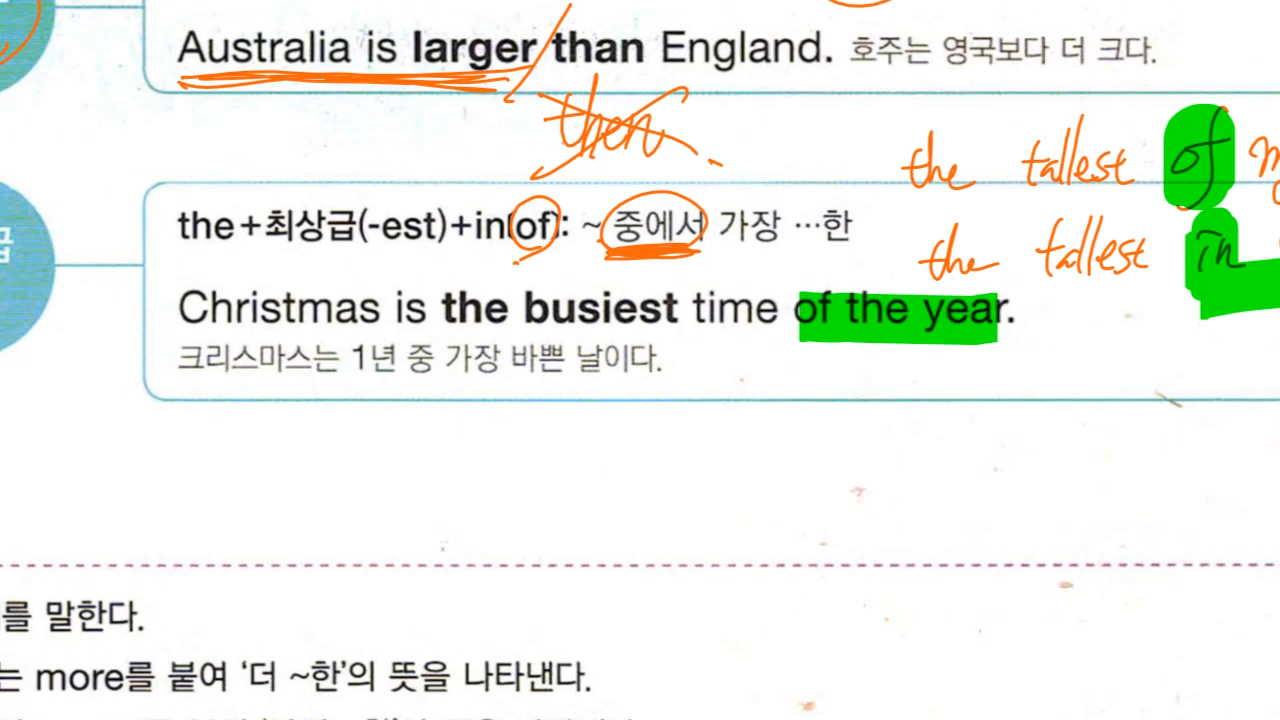 Australia is larger than England. 호주는 영국보다 더 크다.
then
the tallest of
the+최상급(-est)+in(of): ~ 중에서 가장 …한
the tallest in
급
Christmas is the busiest time of the year.
크리스마스는 1년 중 가장 바쁜 날이다.
를 말한다.
는 more를 붙여 ‘더 ~한’의 뜻을 나타낸다.